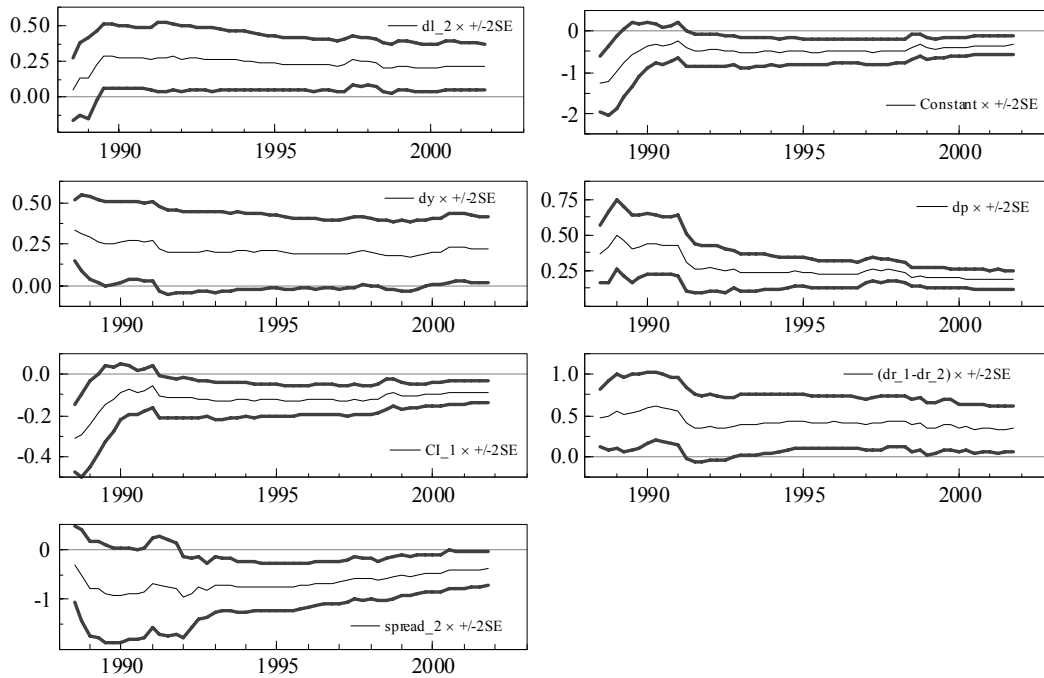 0.50
0.25
0.00
dl_2 × +/-2SE
1990 1995 2000
0
-1
-2
Constant × +/-2SE
1990 1995 2000
0.50
0.25
0.00
dy × +/-2SE
1990 1995 2000
0.75
0.50
0.25
dp × +/-2SE
1990 1995 2000
0.0
-0.2
-0.4
CI_1 × +/-2SE
1990 1995 2000
1.0
0.5
0.0
(dr_1-dr_2) × +/-2SE
1990 1995 2000
0
-1
spread_2 × +/-2SE
1990 1995 2000